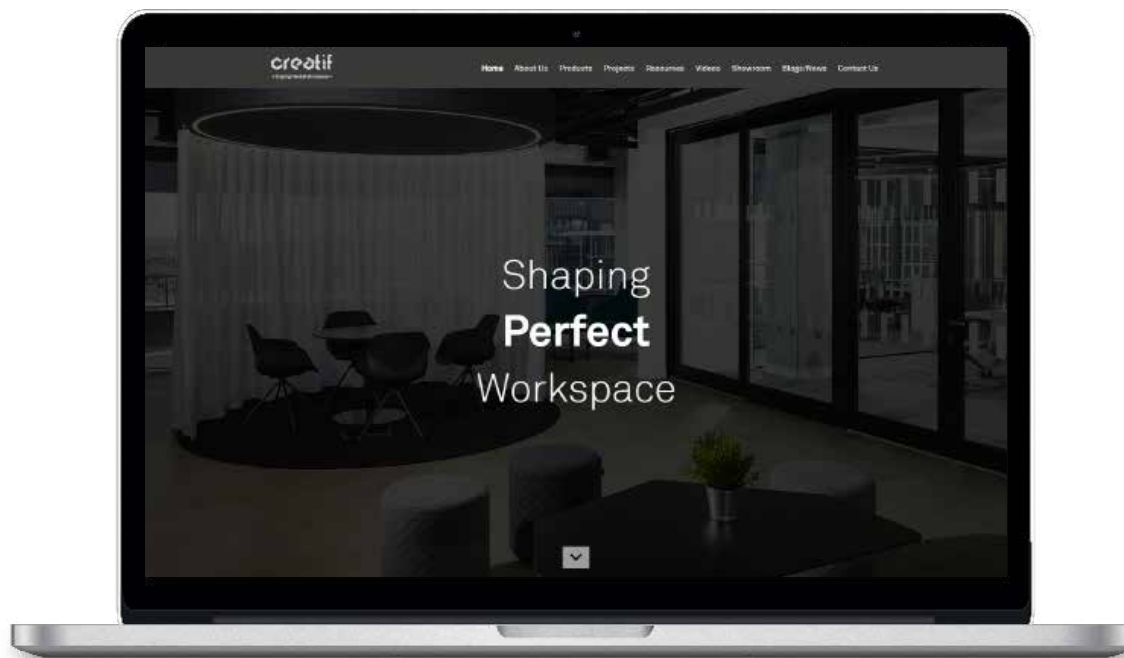 creatif
Home About Us Products Projects Resources Videos Showroom Blogs/News Contact Us
Shaping
Perfect
Workspace